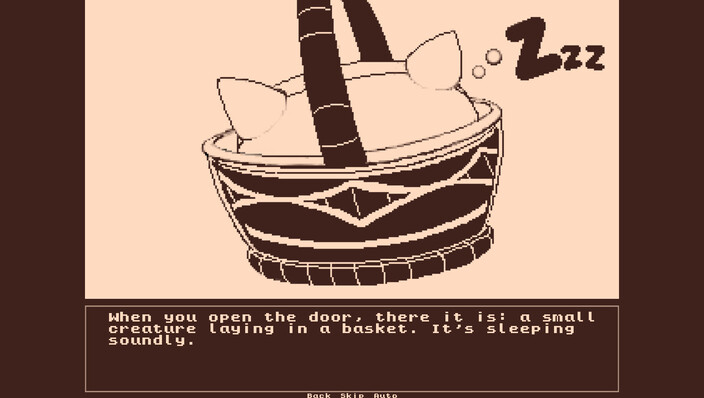 Zzz
When you open the door, there it is: a small
creature laying in a basket. It's sleeping
soundly.
Back Skip Auto